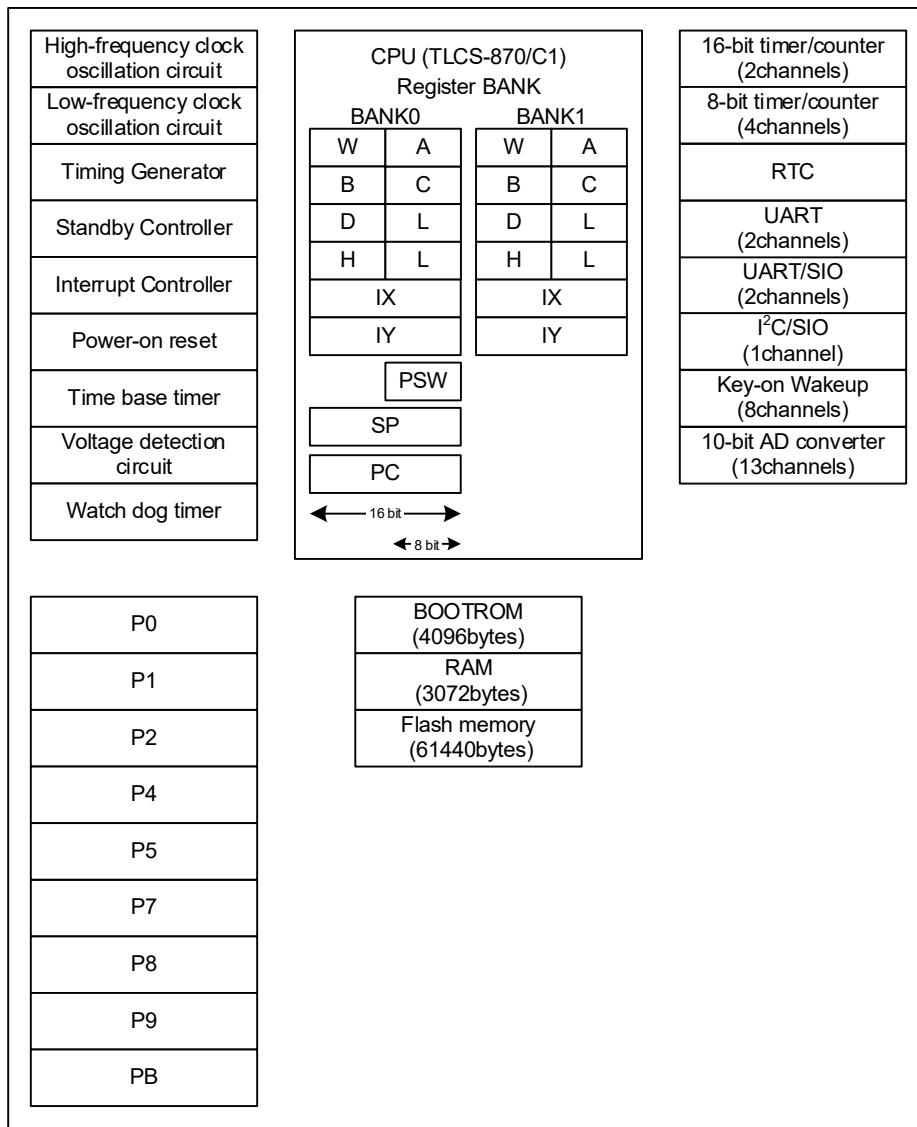 High-frequency clock
oscillation circuit
Low-frequency clock
oscillation circuit
Timing Generator
Standby Controller
Interrupt Controller
Power-on reset
Time base timer
Voltage detection
circuit
Watch dog timer
CPU (TLCS-870/C1)
Register BANK
BANK0 BANK1
W A W A
B C B C
D L D L
H L H L
IX IX
IY IY
PSW
SP
PC
16 bit
8 bit
16-bit timer/counter
(2channels)
8-bit timer/counter
(4channels)
RTC
UART
(2channels)
UART/SIO
(2channels)
I²C/SIO
(1channel)
Key-on Wakeup
(8channels)
10-bit AD converter
(13channels)
P0
P1
P2
P4
P5
P7
P8
P9
PB
BOOTROM
(4096bytes)
RAM
(3072bytes)
Flash memory
(61440bytes)